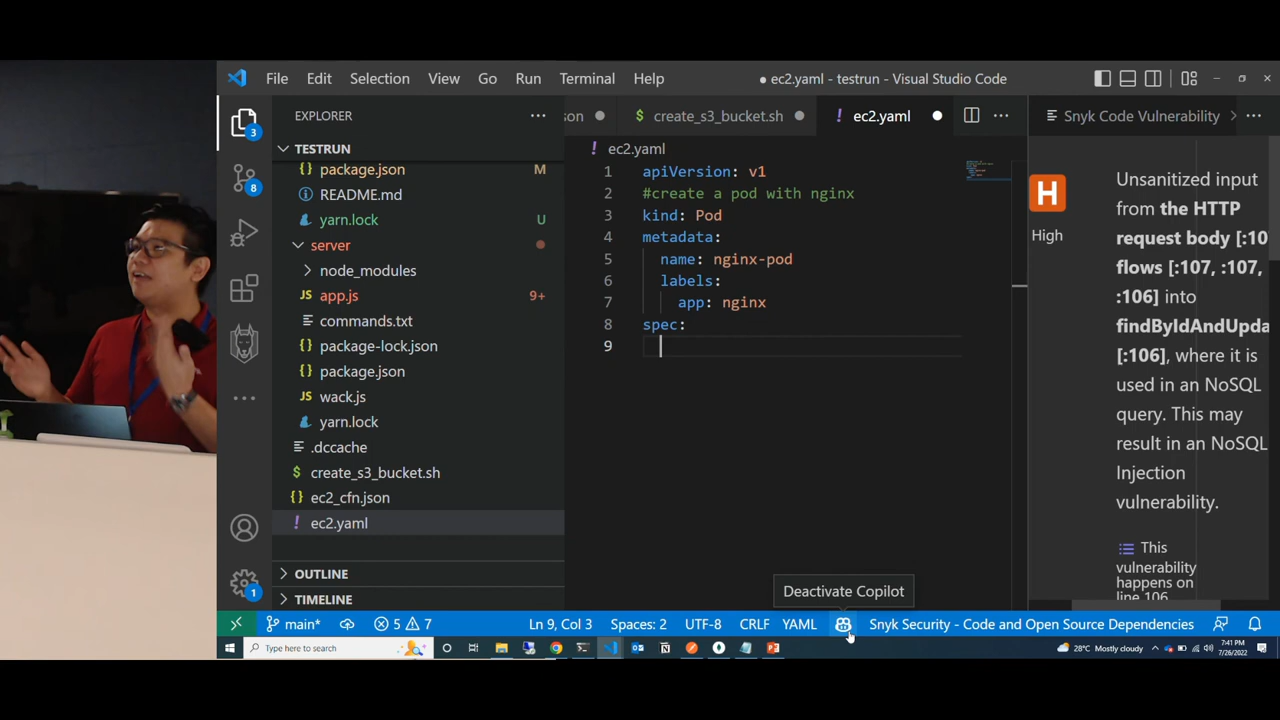 File Edit Selection View Go Run Terminal Help
● ec2.yaml - testrun - Visual Studio Code
EXPLORER
TESTRUN
package.json M
README.md
yarn.lock U
server
node_modules
JS app.js 9+
commands.txt
package-lock.json
package.json
JS wack.js
yarn.lock
.dccache
$ create_s3_bucket.sh
{} ec2_cfn.json
! ec2.yaml
OUTLINE
TIMELINE
3
8
1
son
$ create_s3_bucket.sh
! ec2.yaml
! ec2.yaml
1 apiVersion: v1
2 #create a pod with nginx
3 kind: Pod
4 metadata:
5 name: nginx-pod
6 labels:
7 app: nginx
8 spec:
9
Snyk Code Vulnerability
H
High
Unsanitized input
from the HTTP
request body [:10
flows [:107, :107,
:106] into
findByIdAndUpda
[:106], where it is
used in an NoSQL
query. This may
result in an NoSQL
Injection
vulnerability.
This
vulnerability
happens on
line 106
Deactivate Copilot
main* 5 7 Ln 9, Col 3 Spaces: 2 UTF-8 CRLF YAML Snyk Security - Code and Open Source Dependencies
Type here to search
28°C Mostly cloudy
7:41 PM
7/26/2022